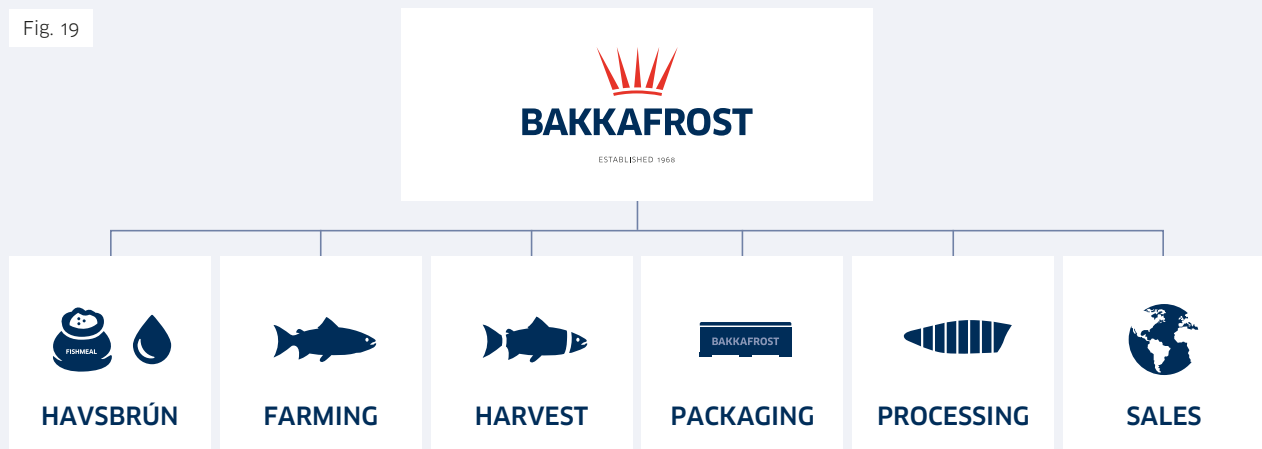 Fig. 19
BAKKAFROST
ESTABLISHED 1968
FISHMEAL
BAKKAFROST
HAVSBRÚN
FARMING
HARVEST
PACKAGING
PROCESSING
SALES